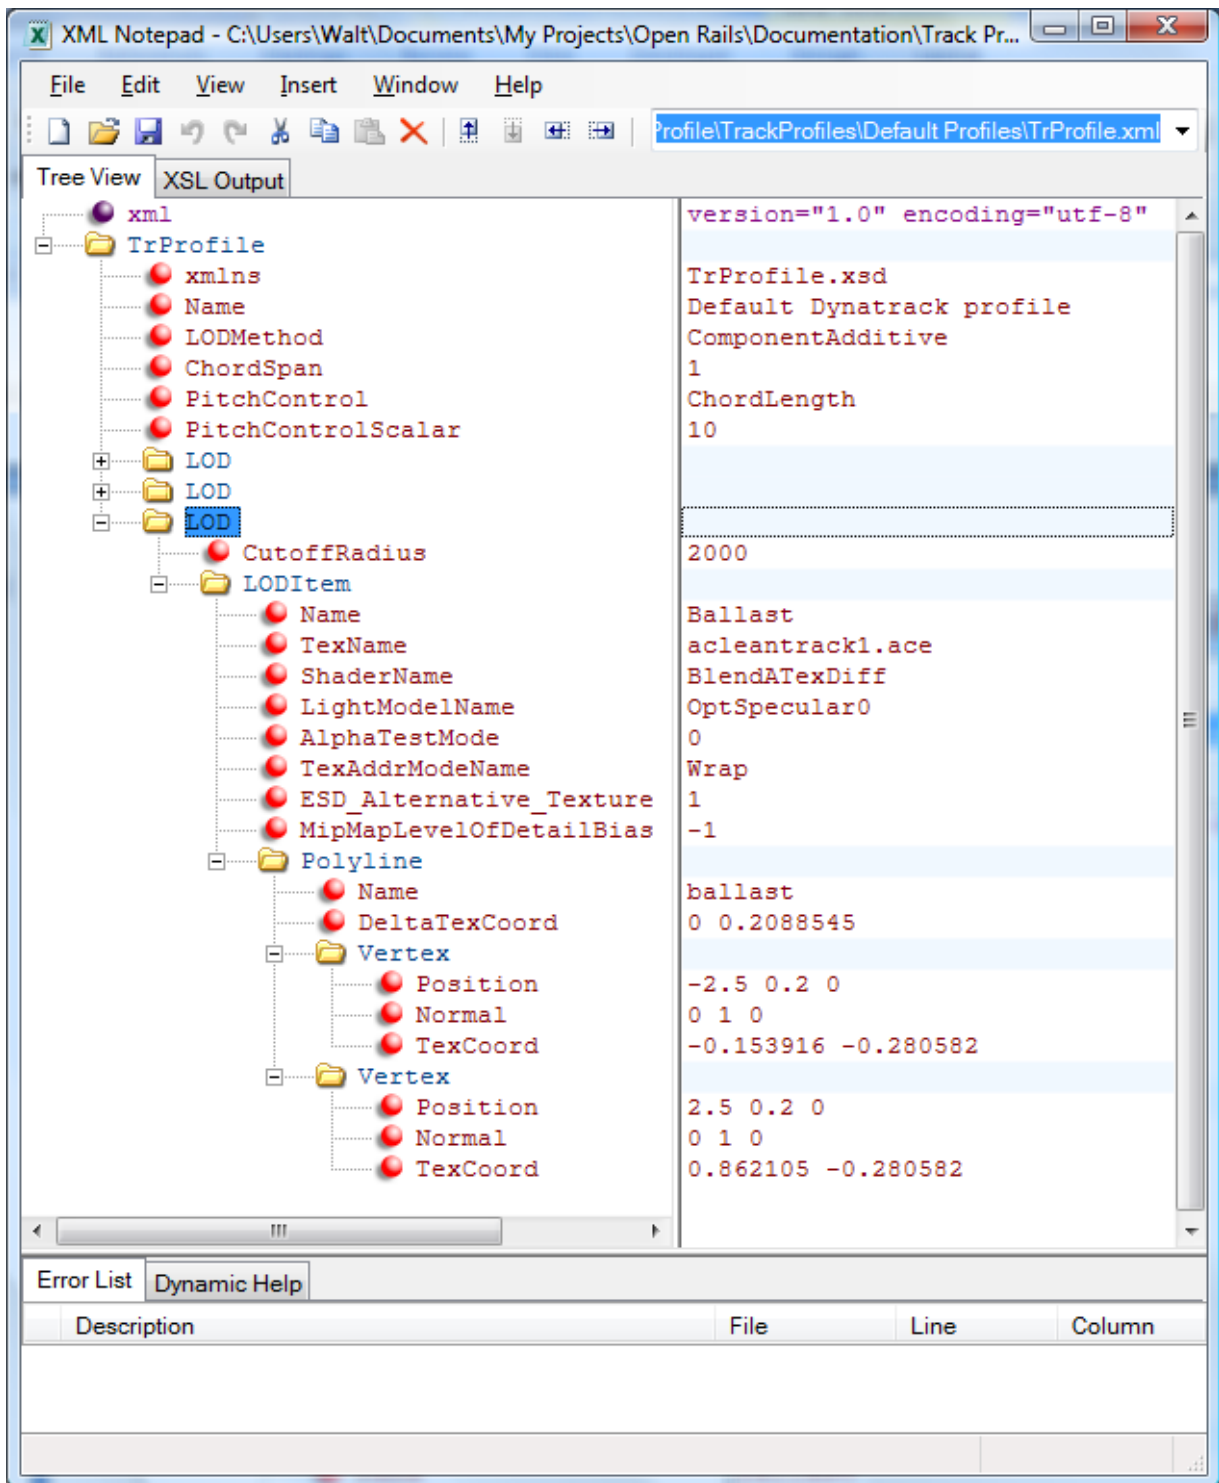 XML Notepad - C:\Users\Walt\Documents\My Projects\Open Rails\Documentation\Track Pr...
File Edit View Insert Window Help
Profile\TrackProfiles\Default Profiles\TrProfile.xml
Tree View XSL Output
xml version="1.0" encoding="utf-8"
TrProfile
xmlns TrProfile.xsd
Name Default Dynatrack profile
LODMethod ComponentAdditive
ChordSpan 1
PitchControl ChordLength
PitchControlScalar 10
LOD
LOD
LOD
CutoffRadius 2000
LODItem
Name Ballast
TexName acleantrack1.ace
ShaderName BlendATexDiff
LightModelName OptSpecular0
AlphaTestMode 0
TexAddrModeName Wrap
ESD_Alternative_Texture 1
MipMapLevelOfDetailBias -1
Polyline
Name ballast
DeltaTexCoord 0 0.2088545
Vertex
Position -2.5 0.2 0
Normal 0 1 0
TexCoord -0.153916 -0.280582
Vertex
Position 2.5 0.2 0
Normal 0 1 0
TexCoord 0.862105 -0.280582
Error List Dynamic Help
Description File Line Column